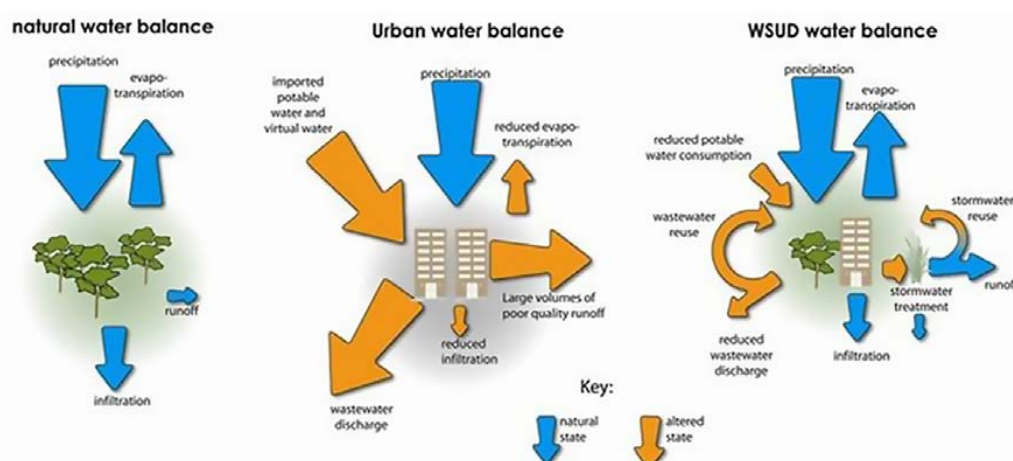 natural water balance
precipitation
evapo-
transpiration
runoff
infiltration
Urban water balance
precipitation
imported
potable
water and
virtual water
reduced evapo-
transpiration
Large volumes of
poor quality runoff
reduced
infiltration
wastewater
discharge
WSUD water balance
precipitation
evapo-
transpiration
reduced potable
water consumption
wastewater
reuse
stormwater
reuse
runoff
stormwater
treatment
reduced
wastewater
discharge
infiltration
Key:
natural
state
altered
state